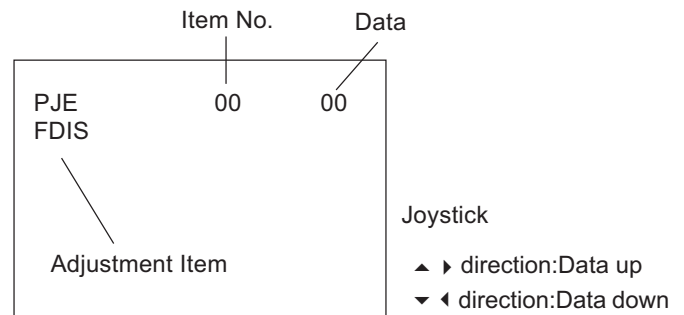 Item No.
Data
PJE 00 00
FDIS
Joystick
Adjustment Item
▲ ▶ direction:Data up
▼ ◀ direction:Data down